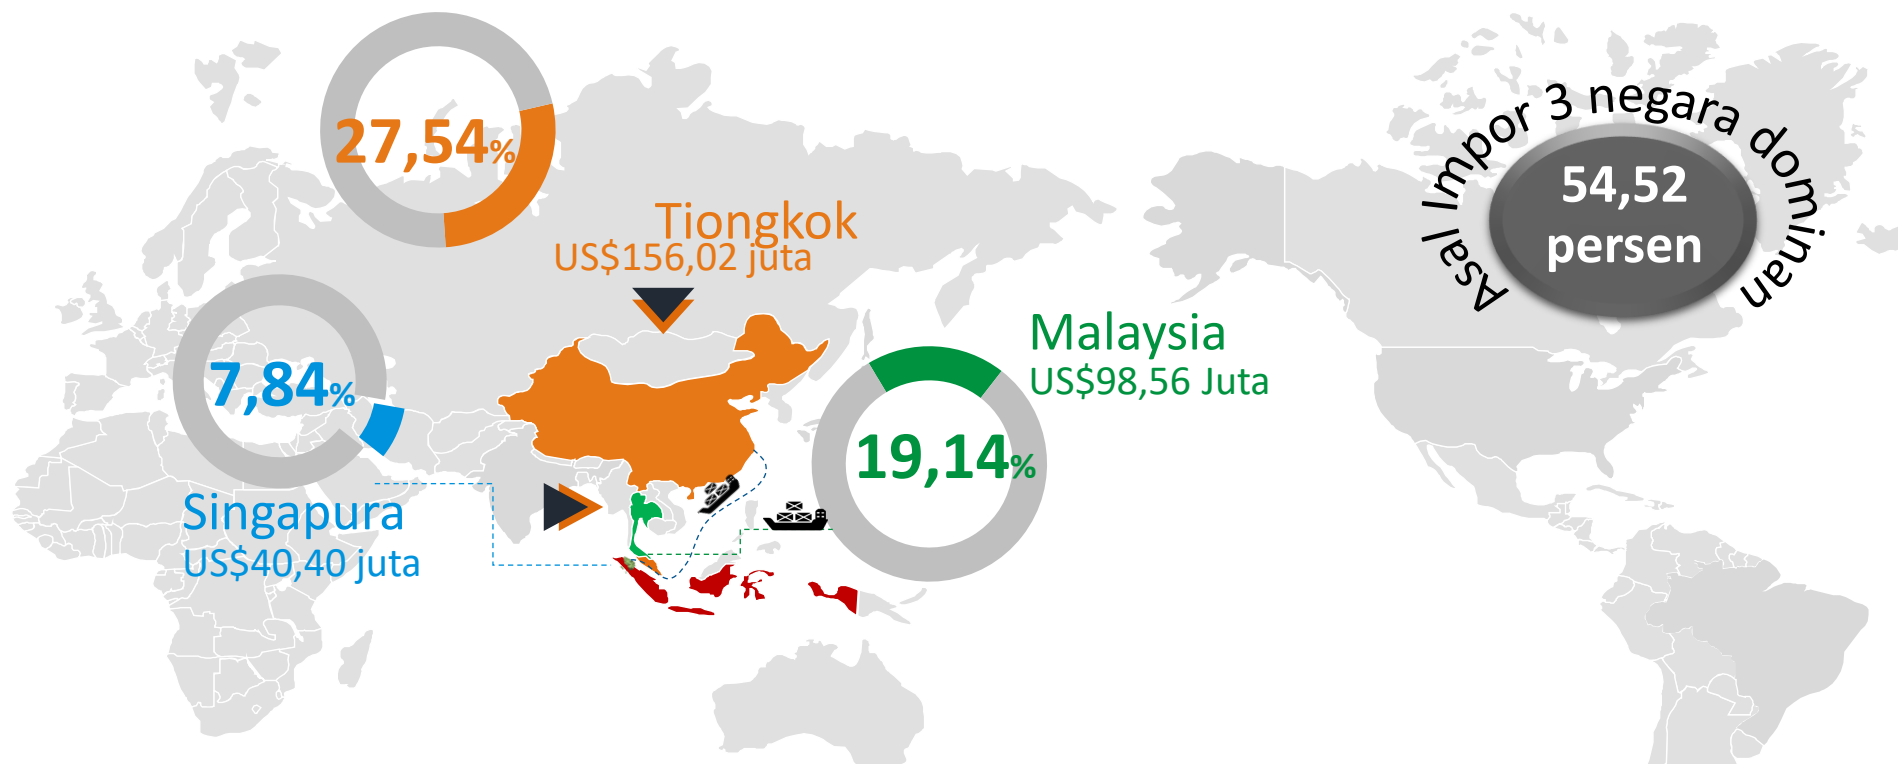 27,54%
Tiongkok
US$156,02 juta
Asal Impor 3 negara dominan
54,52
persen
7,84%
Singapura
US$40,40 juta
Malaysia
US$98,56 Juta
19,14%